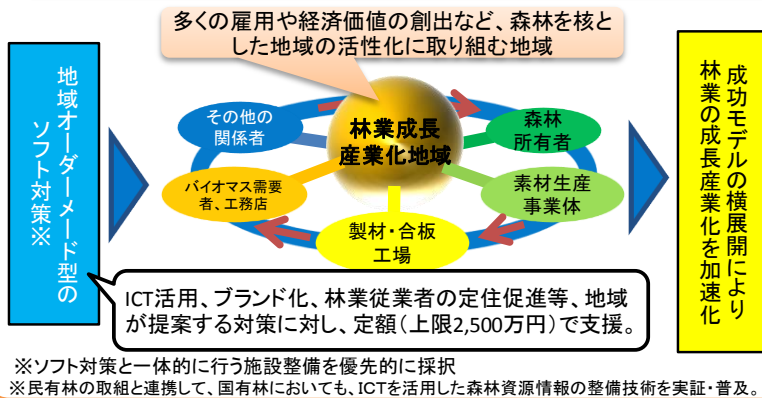 多くの雇用や経済価値の創出など、森林を核と
した地域の活性化に取り組む地域
地域オーダーメード型の
ソフト対策※
その他の
関係者
林業成長
産業化地域
森林
所有者
バイオマス需要
者、工務店
素材生産
事業体
製材・合板
工場
成功モデルの横展開により
林業の成長産業化を加速化
ICT活用、ブランド化、林業従業者の定住促進等、地域
が提案する対策に対し、定額（上限2,500万円）で支援。
※ソフト対策と一体的に行う施設整備を優先的に採択
※民有林の取組と連携して、国有林においても、ICTを活用した森林資源情報の整備技術を実証・普及。